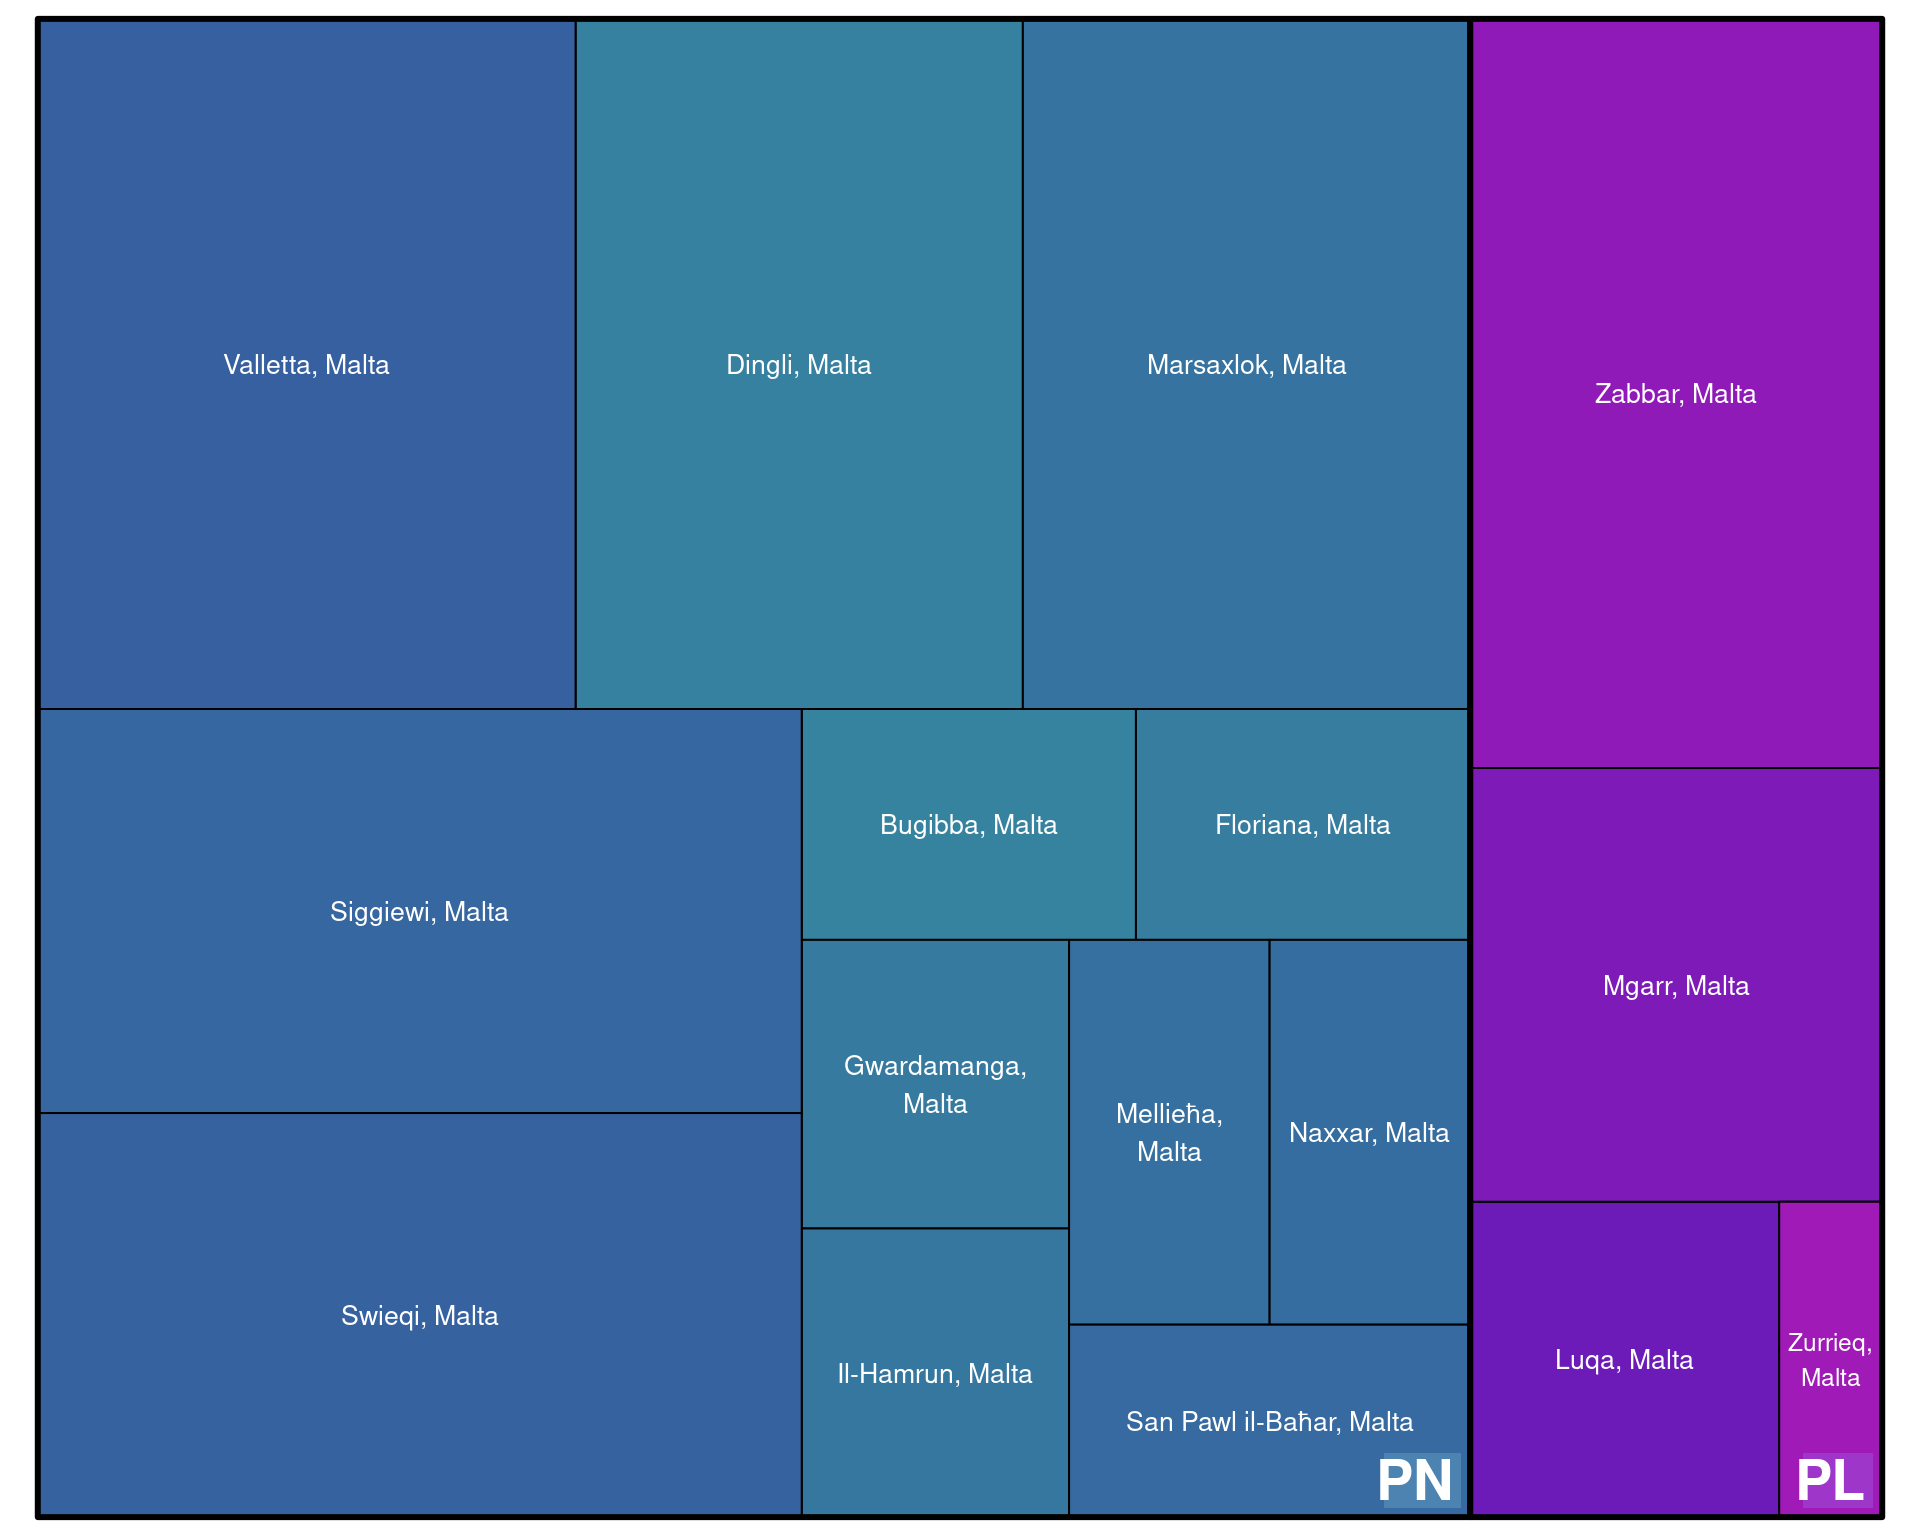 Valletta, Malta
Dingli, Malta
Marsaxlok, Malta
Zabbar, Malta
Bugibba, Malta
Floriana, Malta
Siggiewi, Malta
Mgarr, Malta
Gwardamanga,
Malta
Mellieħa,
Malta
Naxxar, Malta
Swieqi, Malta
Il-Hamrun, Malta
San Pawl il-Baħar, Malta
Luqa, Malta
Zurrieq,
Malta
PN
PL